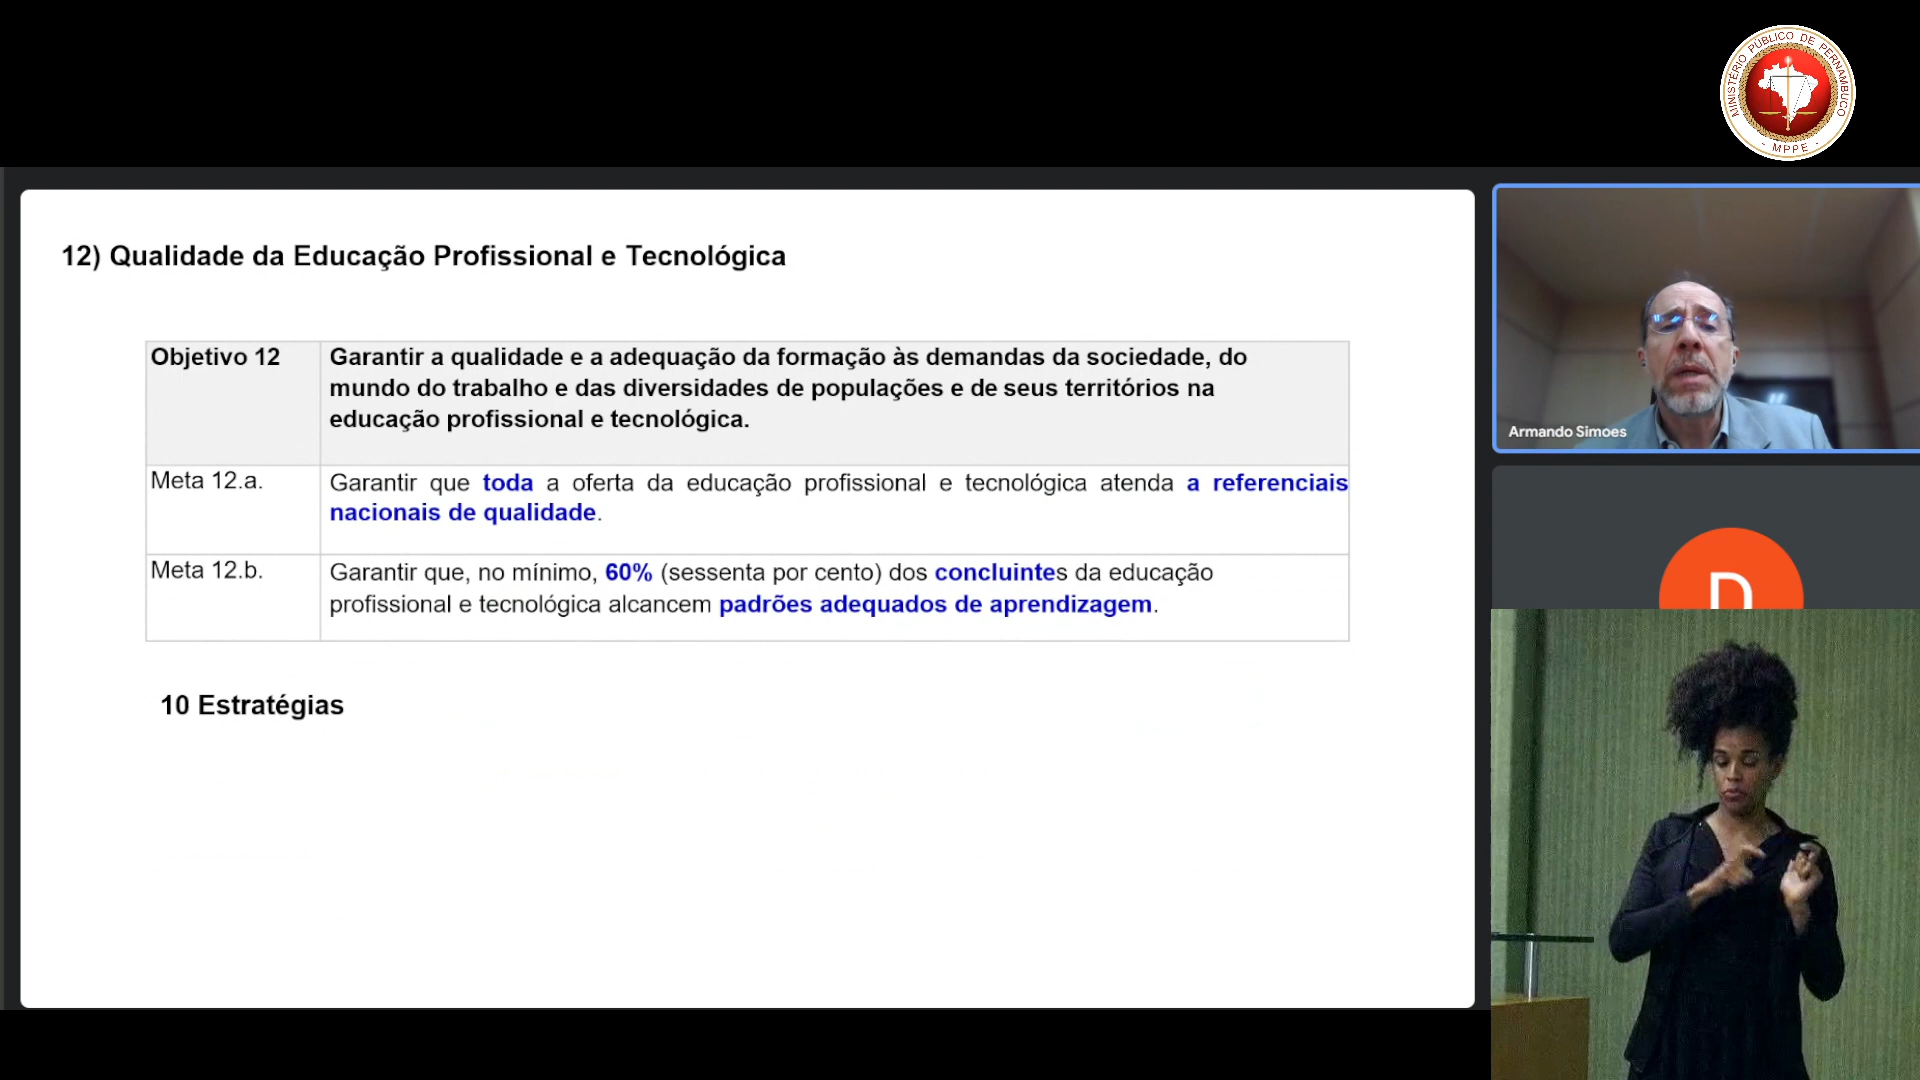 MINISTÉRIO PÚBLICO DE PERNAMBUCO
- MPPE -
12) Qualidade da Educação Profissional e Tecnológica
Objetivo 12
Garantir a qualidade e a adequação da formação às demandas da sociedade, do
mundo do trabalho e das diversidades de populações e de seus territórios na
educação profissional e tecnológica.
Meta 12.a.
Garantir que toda a oferta da educação profissional e tecnológica atenda a referenciais
nacionais de qualidade.
Meta 12.b.
Garantir que, no mínimo, 60% (sessenta por cento) dos concluintes da educação
profissional e tecnológica alcancem padrões adequados de aprendizagem.
10 Estratégias
Armando Simoes
D